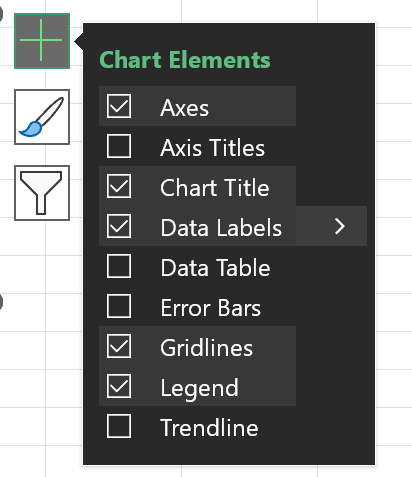 Chart Elements
Axes
Axis Titles
Chart Title
Data Labels
Data Table
Error Bars
Gridlines
Legend
Trendline